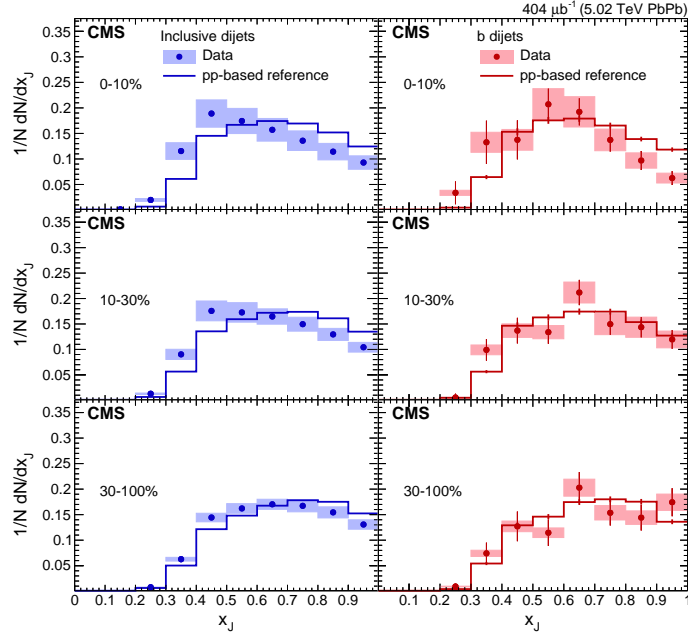 404 μb⁻¹ (5.02 TeV PbPb)
CMS
Inclusive dijets
Data
pp-based reference
0-10%
1/N dN/dx_J
0.35
0.3
0.25
0.2
0.15
0.1
0.05
CMS
b dijets
Data
pp-based reference
0-10%
CMS
10-30%
1/N dN/dx_J
0.35
0.3
0.25
0.2
0.15
0.1
0.05
CMS
10-30%
CMS
30-100%
1/N dN/dx_J
0.35
0.3
0.25
0.2
0.15
0.1
0.05
0 0.1 0.2 0.3 0.4 0.5 0.6 0.7 0.8 0.9
x_J
CMS
30-100%
0.1 0.2 0.3 0.4 0.5 0.6 0.7 0.8 0.9 1
x_J